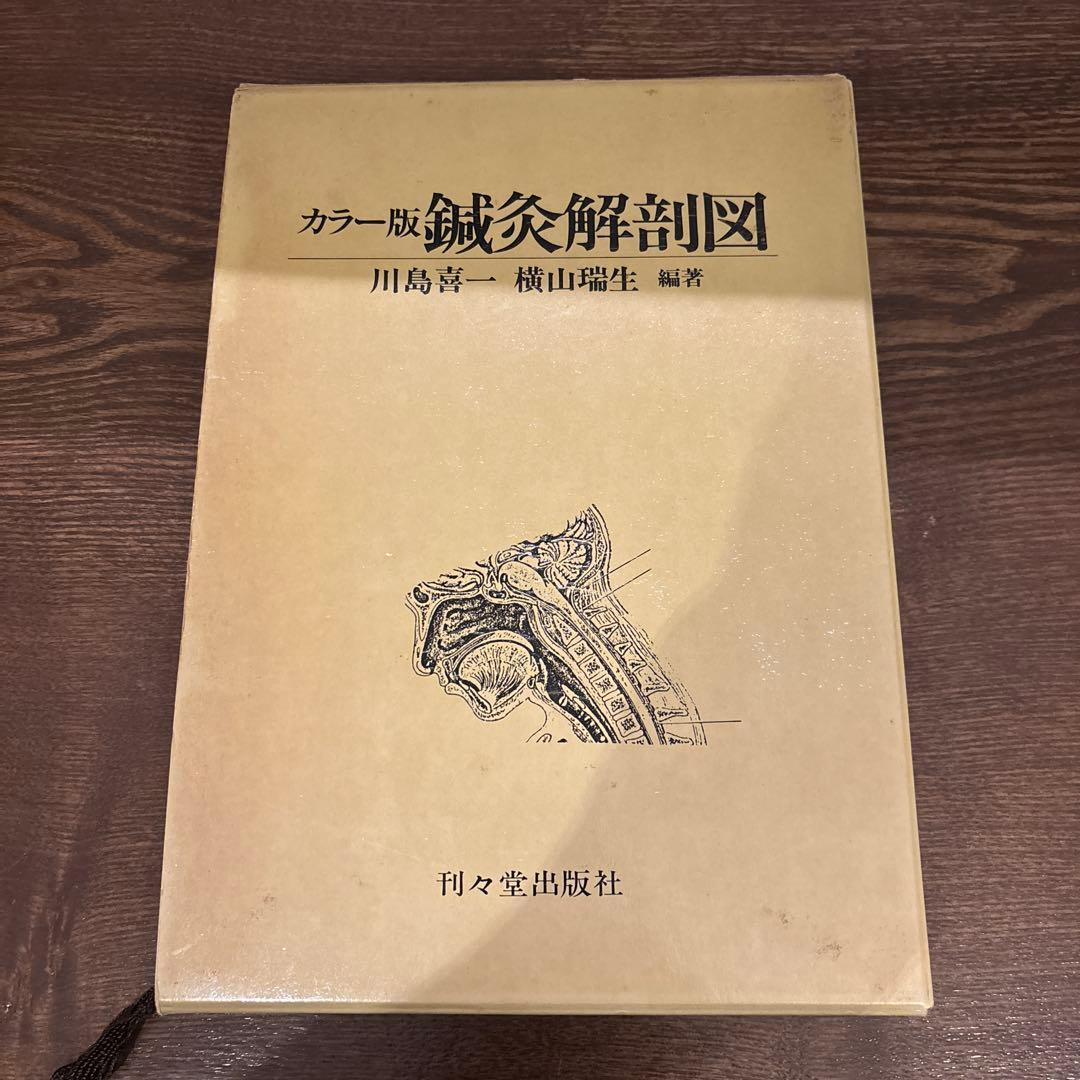 カラー版 鍼灸解剖図
川島喜一 横山瑞生 編著
刊々堂出版社